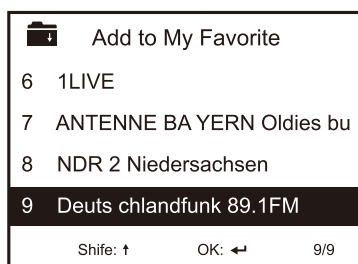 Add to My Favorite
6 1LIVE
7 ANTENNE BA YERN Oldies bu
8 NDR 2 Niedersachsen
9 Deuts chlandfunk 89.1FM
Shife: ↑ OK: ↵ 9/9